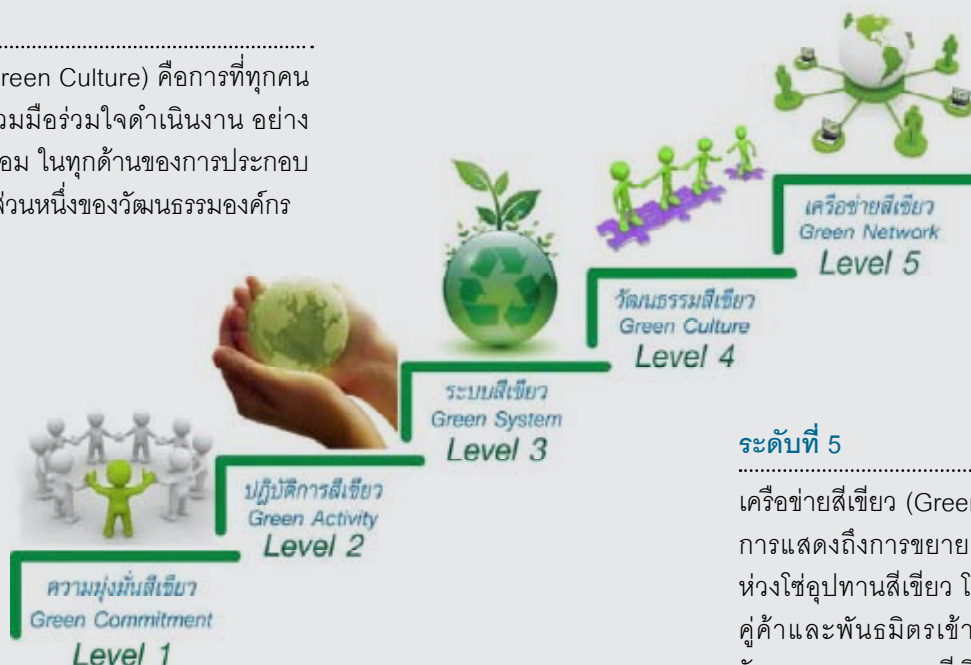 reen Culture) คือการที่ทุกคน
วมมือร่วมใจดำเนินงาน อย่าง
อม ในทุกด้านของการประกอบ
ส่วนหนึ่งของวัฒนธรรมองค์กร
เครือข่ายสีเขียว
Green Network
Level 5
วัฒนธรรมสีเขียว
Green Culture
Level 4
ระบบสีเขียว
Green System
Level 3
ปฏิบัติการสีเขียว
Green Activity
Level 2
ความมุ่งมั่นสีเขียว
Green Commitment
Level 1
ระดับที่ 5
เครือข่ายสีเขียว (Green
การแสดงถึงการขยาย
ห่วงโซ่อุปทานสีเขียว โ
คู่ค้าและพันธมิตรเข้า